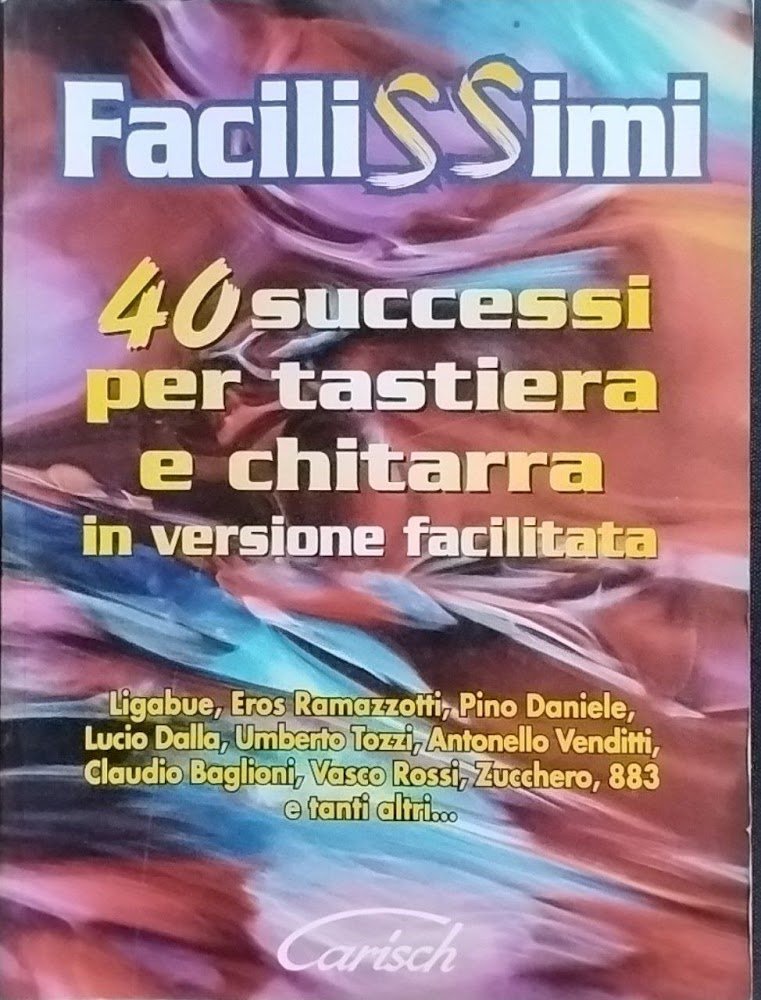 FaciliSSimi
40 successi
per tastiera
e chitarra
in versione facilitata
Ligabue, Eros Ramazzotti, Pino Daniele,
Lucio Dalla, Umberto Tozzi, Antonello Venditti,
Claudio Baglioni, Vasco Rossi, Zucchero, 883
e tanti altri...
Carisch